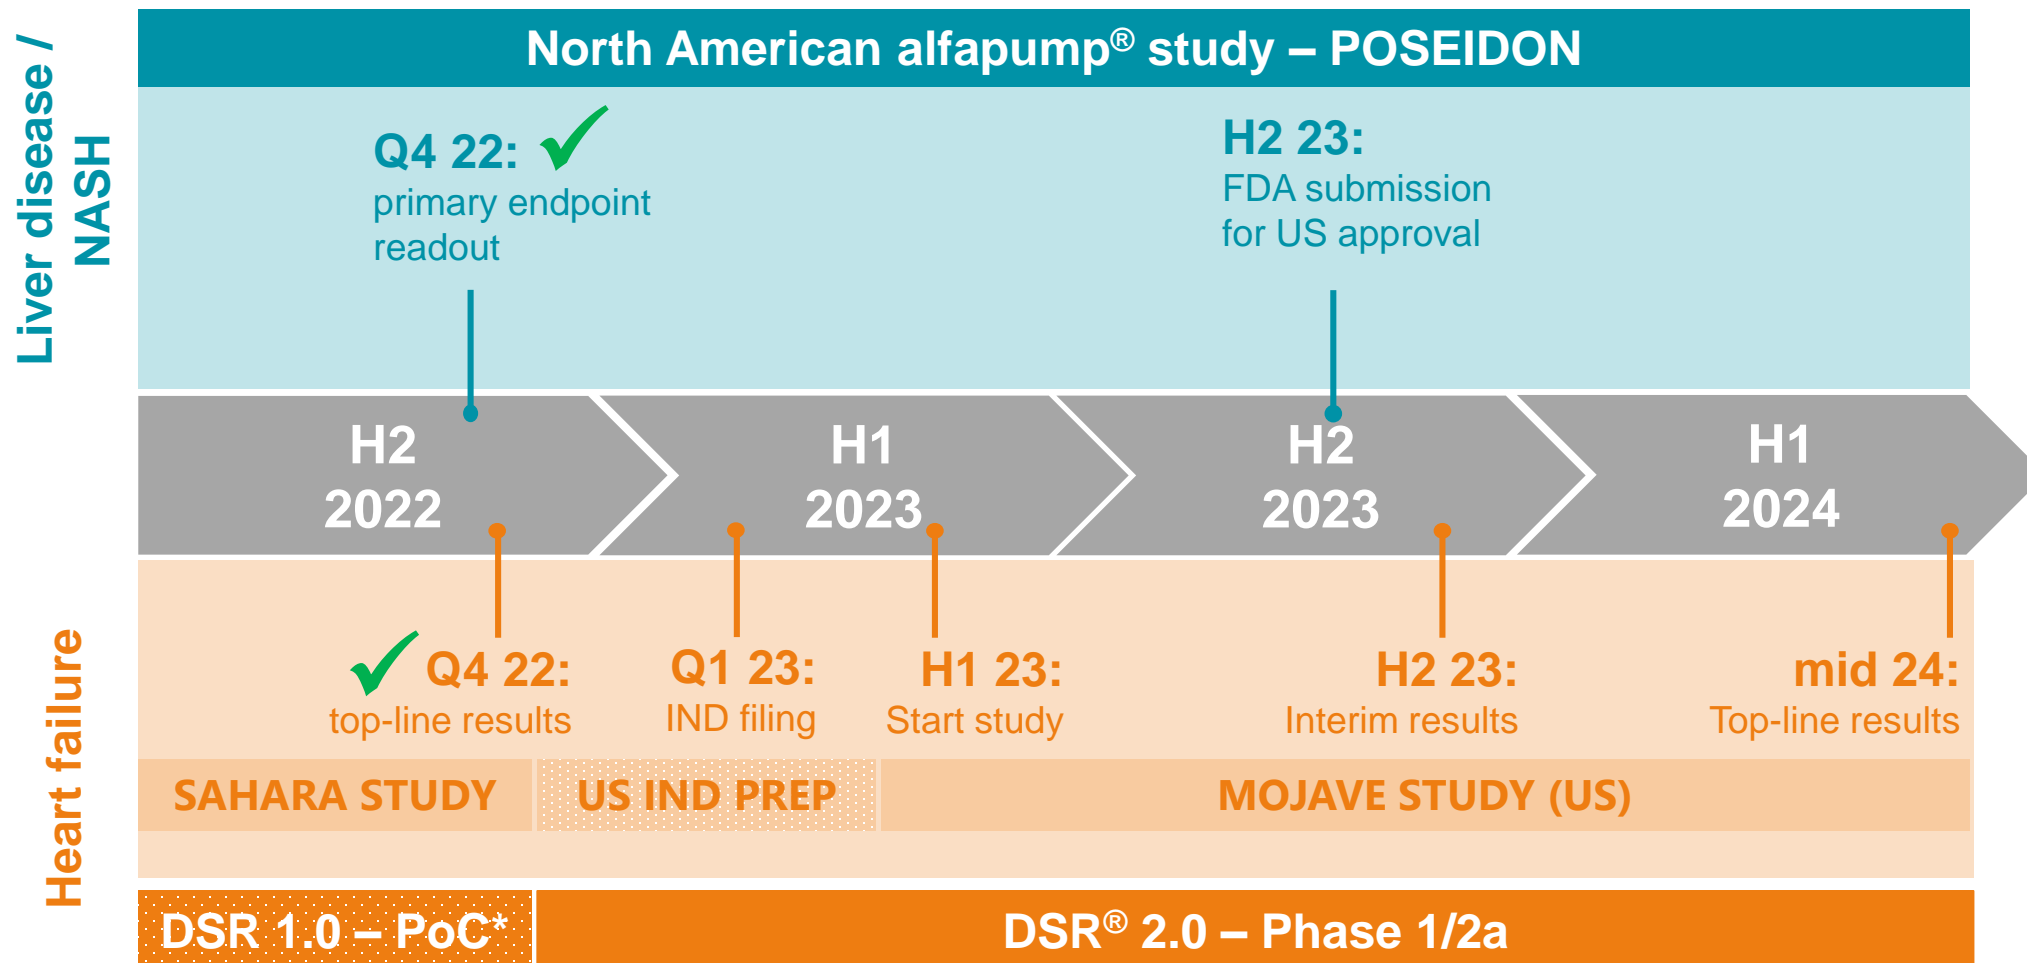 Liver disease /
NASH
North American alfapump® study – POSEIDON
Q4 22:
primary endpoint
readout
H2 23:
FDA submission
for US approval
H2
2022
H1
2023
H2
2023
H1
2024
Heart failure
Q4 22:
top-line results
Q1 23:
IND filing
H1 23:
Start study
H2 23:
Interim results
mid 24:
Top-line results
SAHARA STUDY
US IND PREP
MOJAVE STUDY (US)
DSR 1.0 – PoC*
DSR® 2.0 – Phase 1/2a